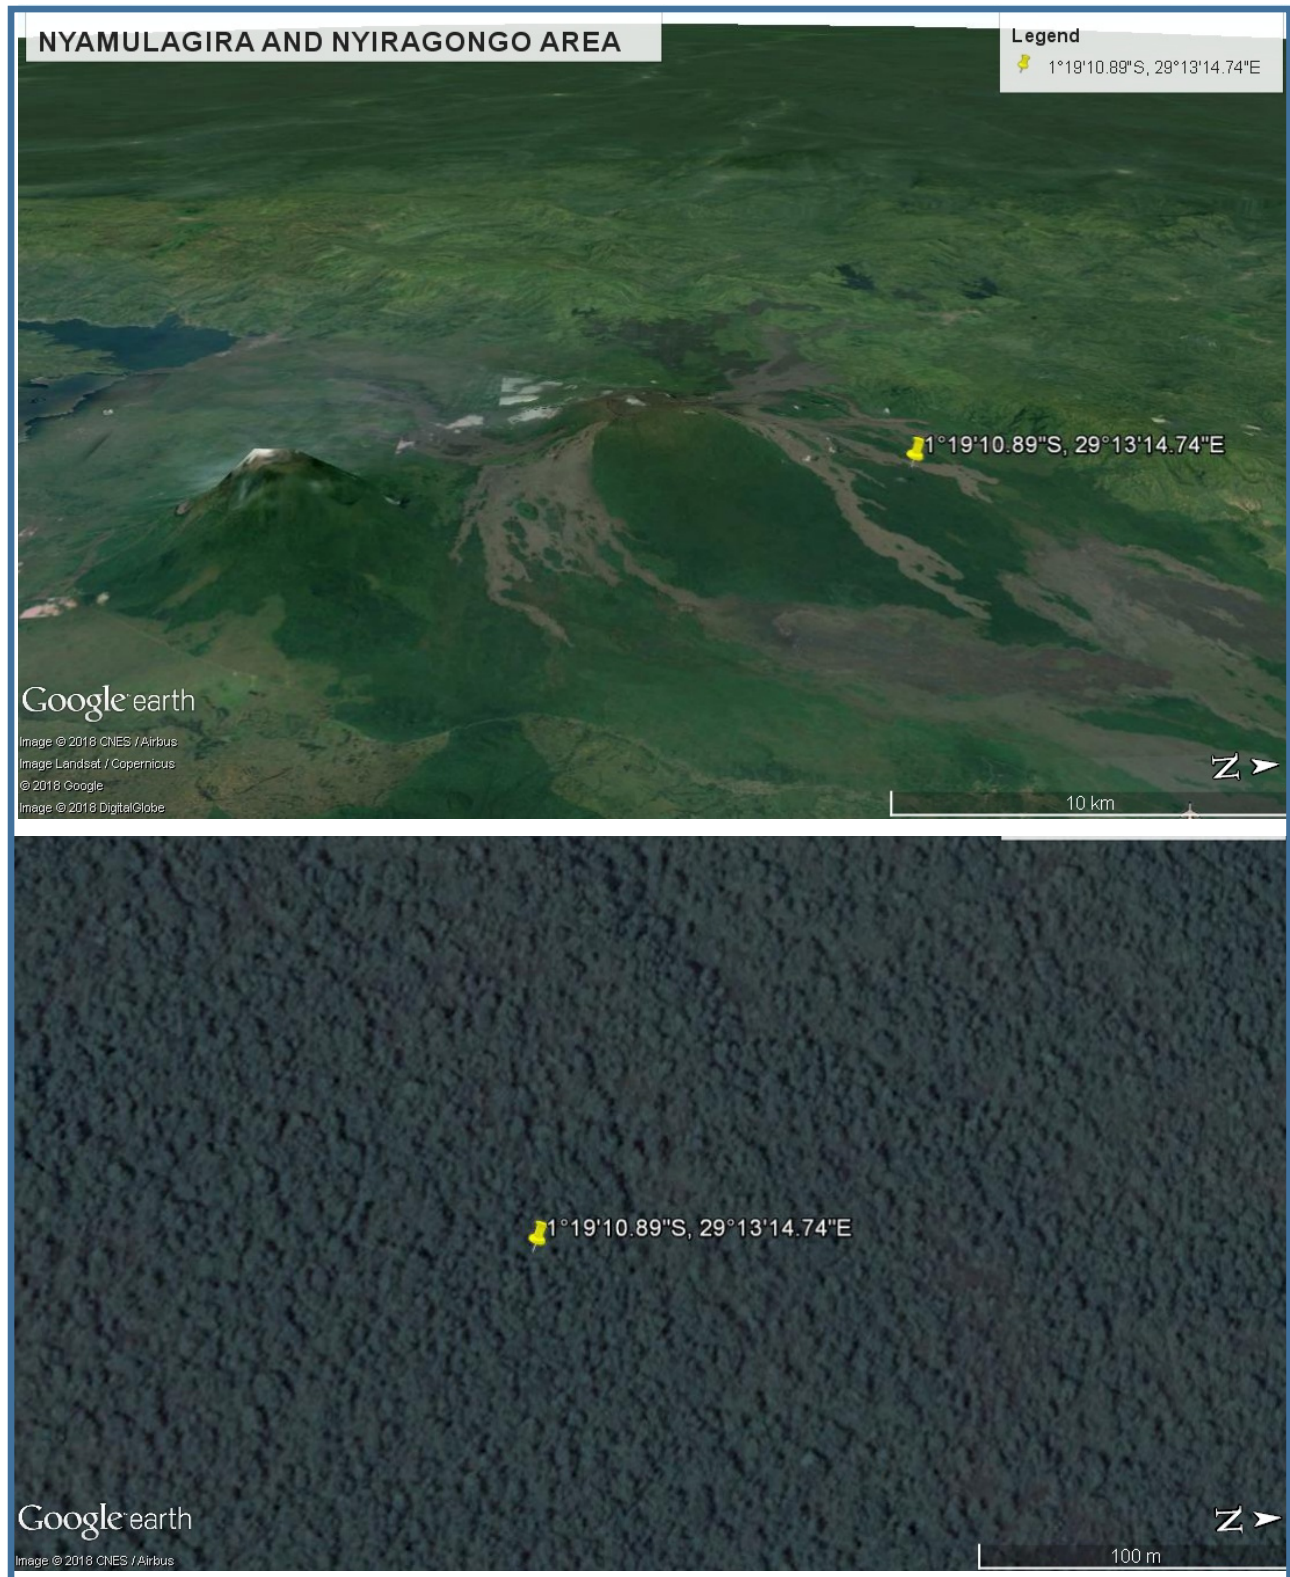 NYAMULAGIRA AND NYIRAGONGO AREA
Legend
1°19'10.89"S, 29°13'14.74"E
1°19'10.89"S, 29°13'14.74"E
Google earth
Image © 2018 CNES / Airbus
Image Landsat / Copernicus
© 2018 Google
Image © 2018 DigitalGlobe
N
10 km
1°19'10.89"S, 29°13'14.74"E
Google earth
Image © 2018 CNES / Airbus
N
100 m